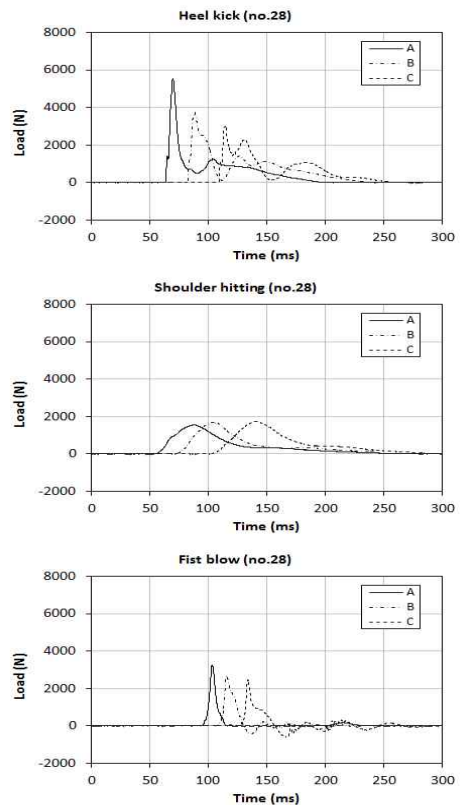 Heel kick (no.28)
8000
6000
4000
2000
0
-2000
Load (N)
A
B
C
0 50 100 150 200 250 300
Time (ms)
Shoulder hitting (no.28)
8000
6000
4000
2000
0
-2000
Load (N)
A
B
C
0 50 100 150 200 250 300
Time (ms)
Fist blow (no.28)
8000
6000
4000
2000
0
-2000
Load (N)
A
B
C
0 50 100 150 200 250 300
Time (ms)